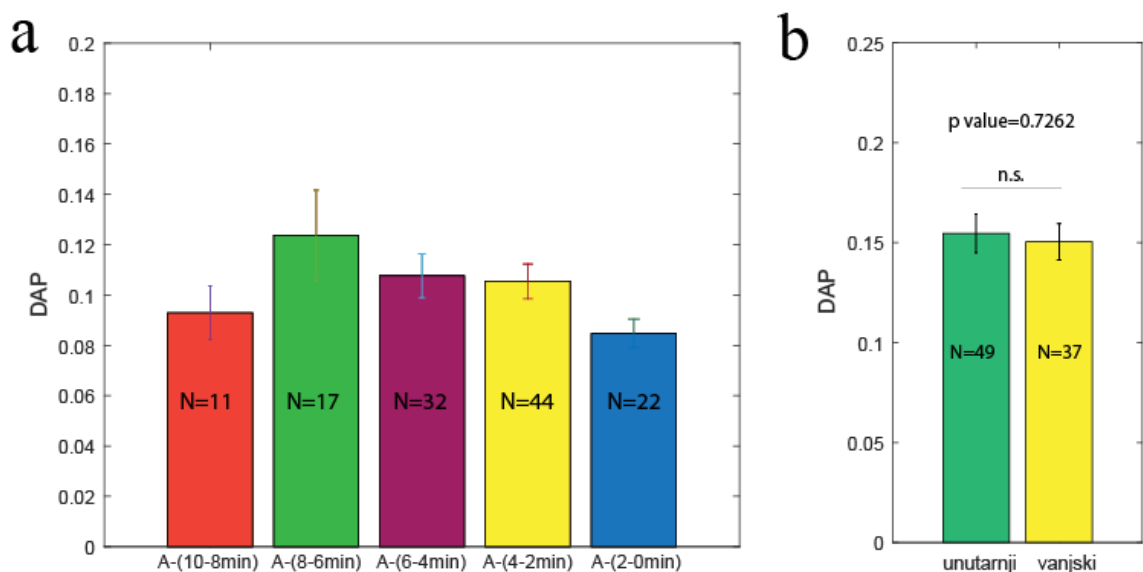 a
DAP
0.2
0.18
0.16
0.14
0.12
0.1
0.08
0.06
0.04
0.02
0
N=11 N=17 N=32 N=44 N=22
A-(10-8min) A-(8-6min) A-(6-4min) A-(4-2min) A-(2-0min)
b
DAP
0.25
0.2
0.15
0.1
0.05
0
p value=0.7262
n.s.
N=49 N=37
unutarnji vanjski